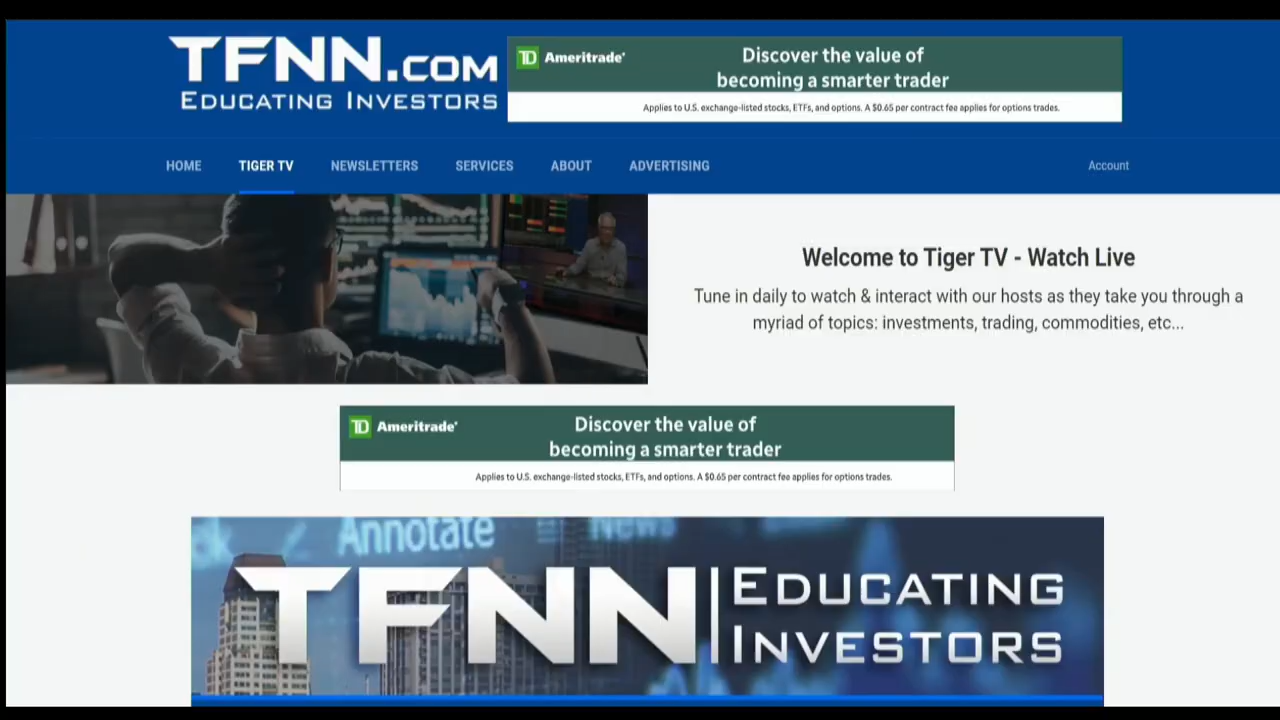 TFNN.COM
EDUCATING INVESTORS
TD Ameritrade®
Discover the value of
becoming a smarter trader
Applies to U.S. exchange-listed stocks, ETFs, and options. A $0.65 per contract fee applies for options trades.
HOME TIGER TV NEWSLETTERS SERVICES ABOUT ADVERTISING Account
Welcome to Tiger TV - Watch Live
Tune in daily to watch & interact with our hosts as they take you through a
myriad of topics: investments, trading, commodities, etc...
TD Ameritrade®
Discover the value of
becoming a smarter trader
Applies to U.S. exchange-listed stocks, ETFs, and options. A $0.65 per contract fee applies for options trades.
Annotate News
TFNN EDUCATING
INVESTORS